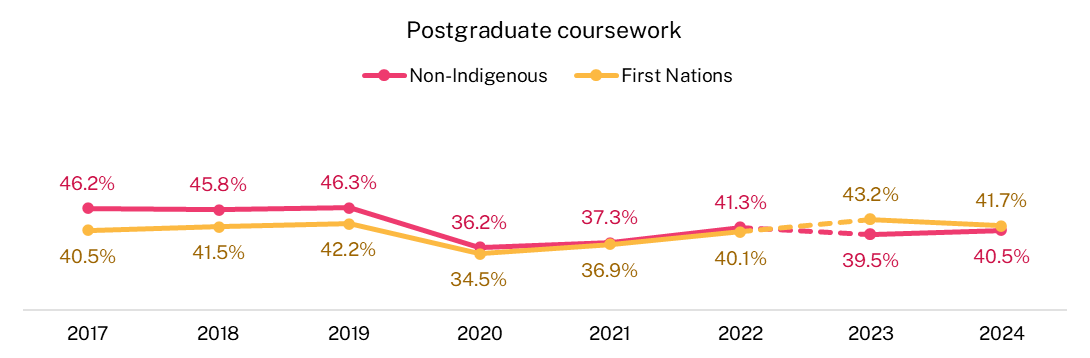 Postgraduate coursework
Non-Indigenous First Nations
46.2% 45.8% 46.3% 36.2% 37.3% 41.3% 43.2% 41.7%
40.5% 41.5% 42.2% 34.5% 36.9% 40.1% 39.5% 40.5%
2017 2018 2019 2020 2021 2022 2023 2024